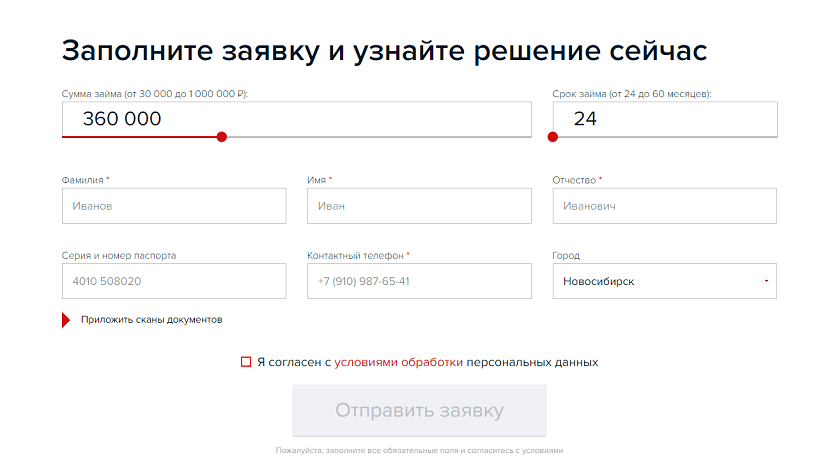 Заполните заявку и узнайте решение сейчас
Сумма займа (от 30 000 до 1 000 000 ₽):
Срок займа (от 24 до 60 месяцев):
360 000
24
Фамилия *
Имя *
Отчество *
Иванов
Иван
Иванович
Серия и номер паспорта
Контактный телефон *
Город
4010 508020
+7 (910) 987-65-41
Новосибирск
Приложить сканы документов
Я согласен с условиями обработки персональных данных
Отправить заявку
Пожалуйста, заполните все обязательные поля и согласитесь с условиями